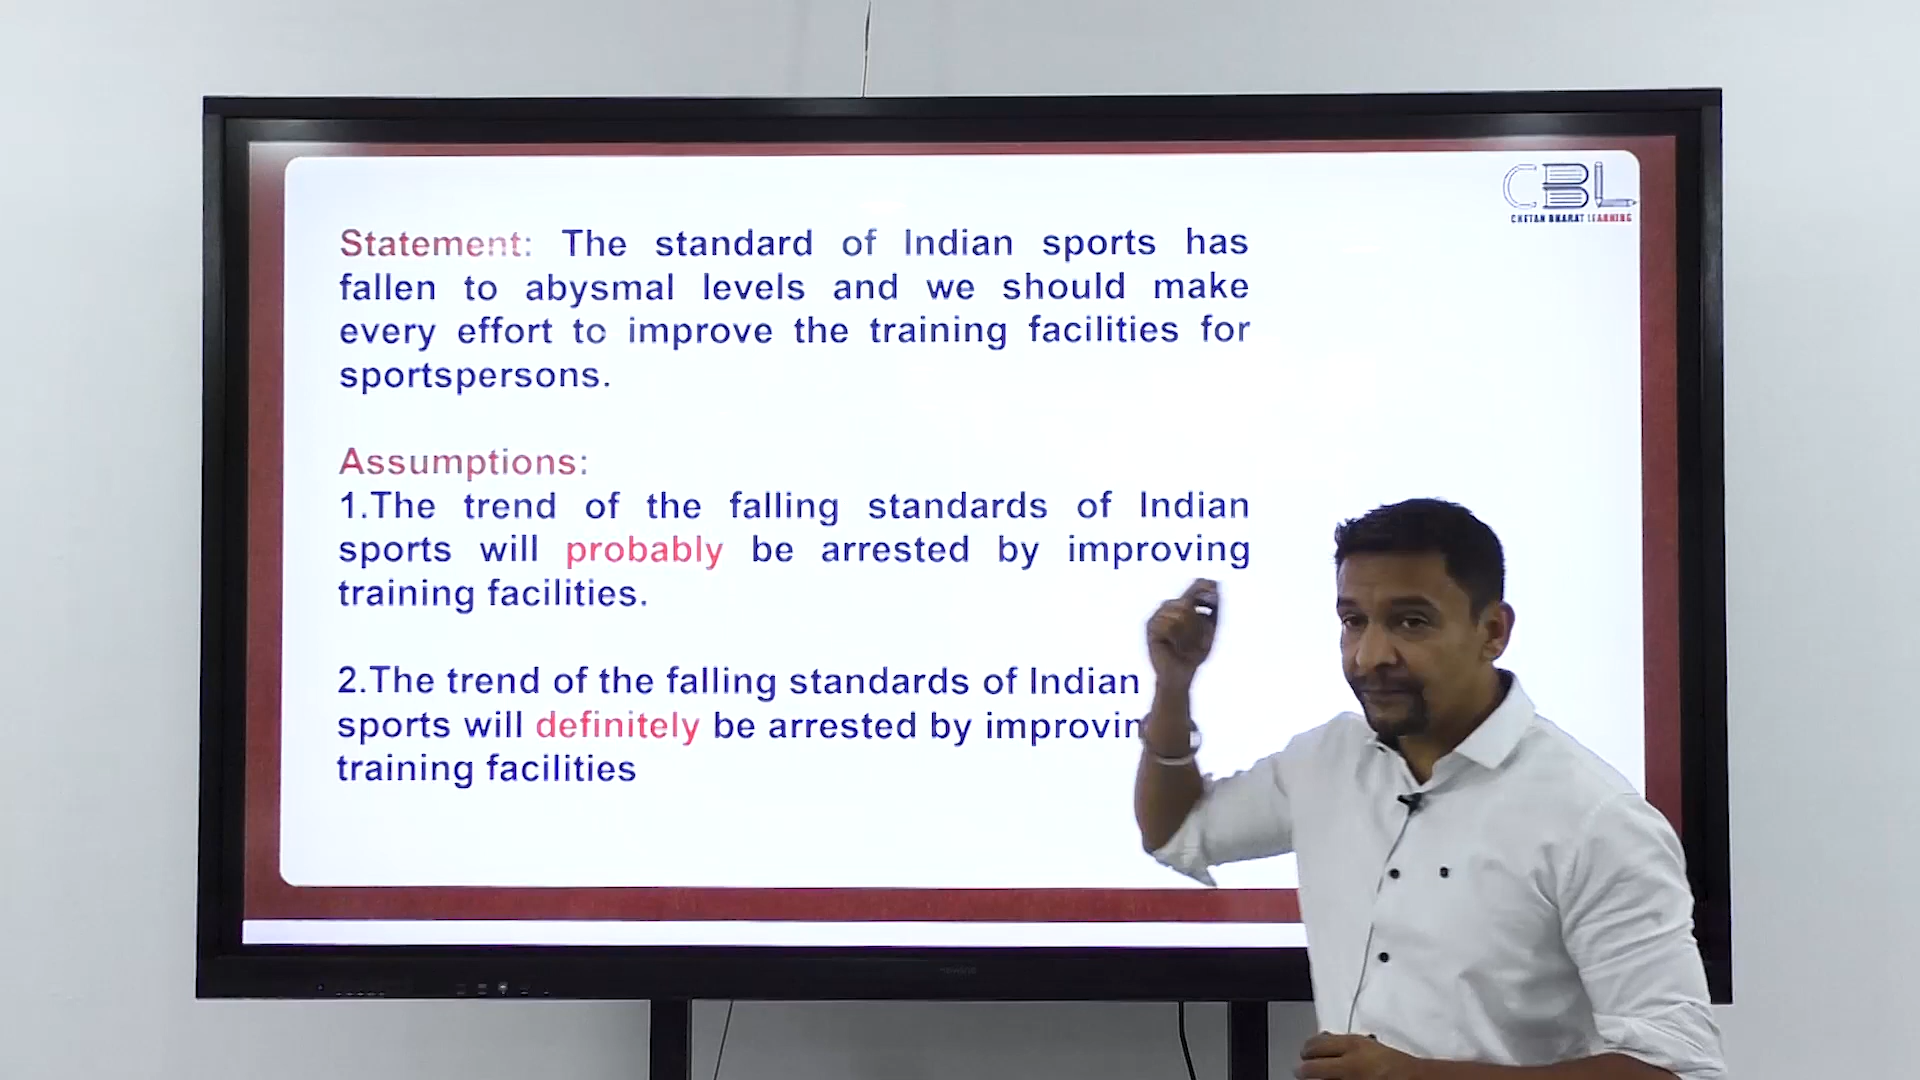 CBL
CHETAN BHARAT LEARNING
Statement: The standard of Indian sports has
fallen to abysmal levels and we should make
every effort to improve the training facilities for
sportspersons.
Assumptions:
1.The trend of the falling standards of Indian
sports will probably be arrested by improving
training facilities.
2.The trend of the falling standards of Indian
sports will definitely be arrested by improvin
training facilities